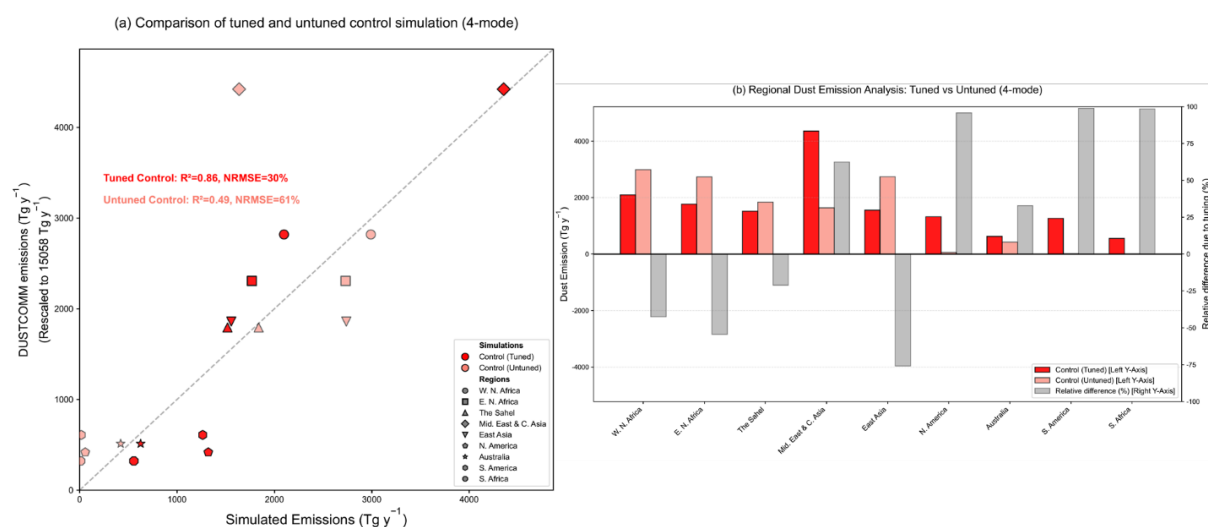 (a) Comparison of tuned and untuned control simulation (4-mode)
DUSTCOMM emissions (Tg y⁻¹)
(Rescaled to 15058 Tg y⁻¹)
4000
3000
2000
1000
0
Tuned Control: R²=0.86, NRMSE=30%
Untuned Control: R²=0.49, NRMSE=61%
Simulations
Control (Tuned)
Control (Untuned)
Regions
W. N. Africa
E. N. Africa
The Sahel
Mid. East & C. Asia
East Asia
N. America
Australia
S. America
S. Africa
0 1000 2000 3000 4000
Simulated Emissions (Tg y⁻¹)
(b) Regional Dust Emission Analysis: Tuned vs Untuned (4-mode)
Dust Emission (Tg y⁻¹)
4000
2000
0
-2000
-4000
100
75
50
25
0
-25
-50
-75
-100
Relative difference due to tuning (%)
Control (Tuned) [Left Y-Axis]
Control (Untuned) [Left Y-Axis]
Relative difference (%) [Right Y-Axis]
W. N. Africa
E. N. Africa
The Sahel
Mid. East & C. Asia
East Asia
N. America
Australia
S. America
S. Africa